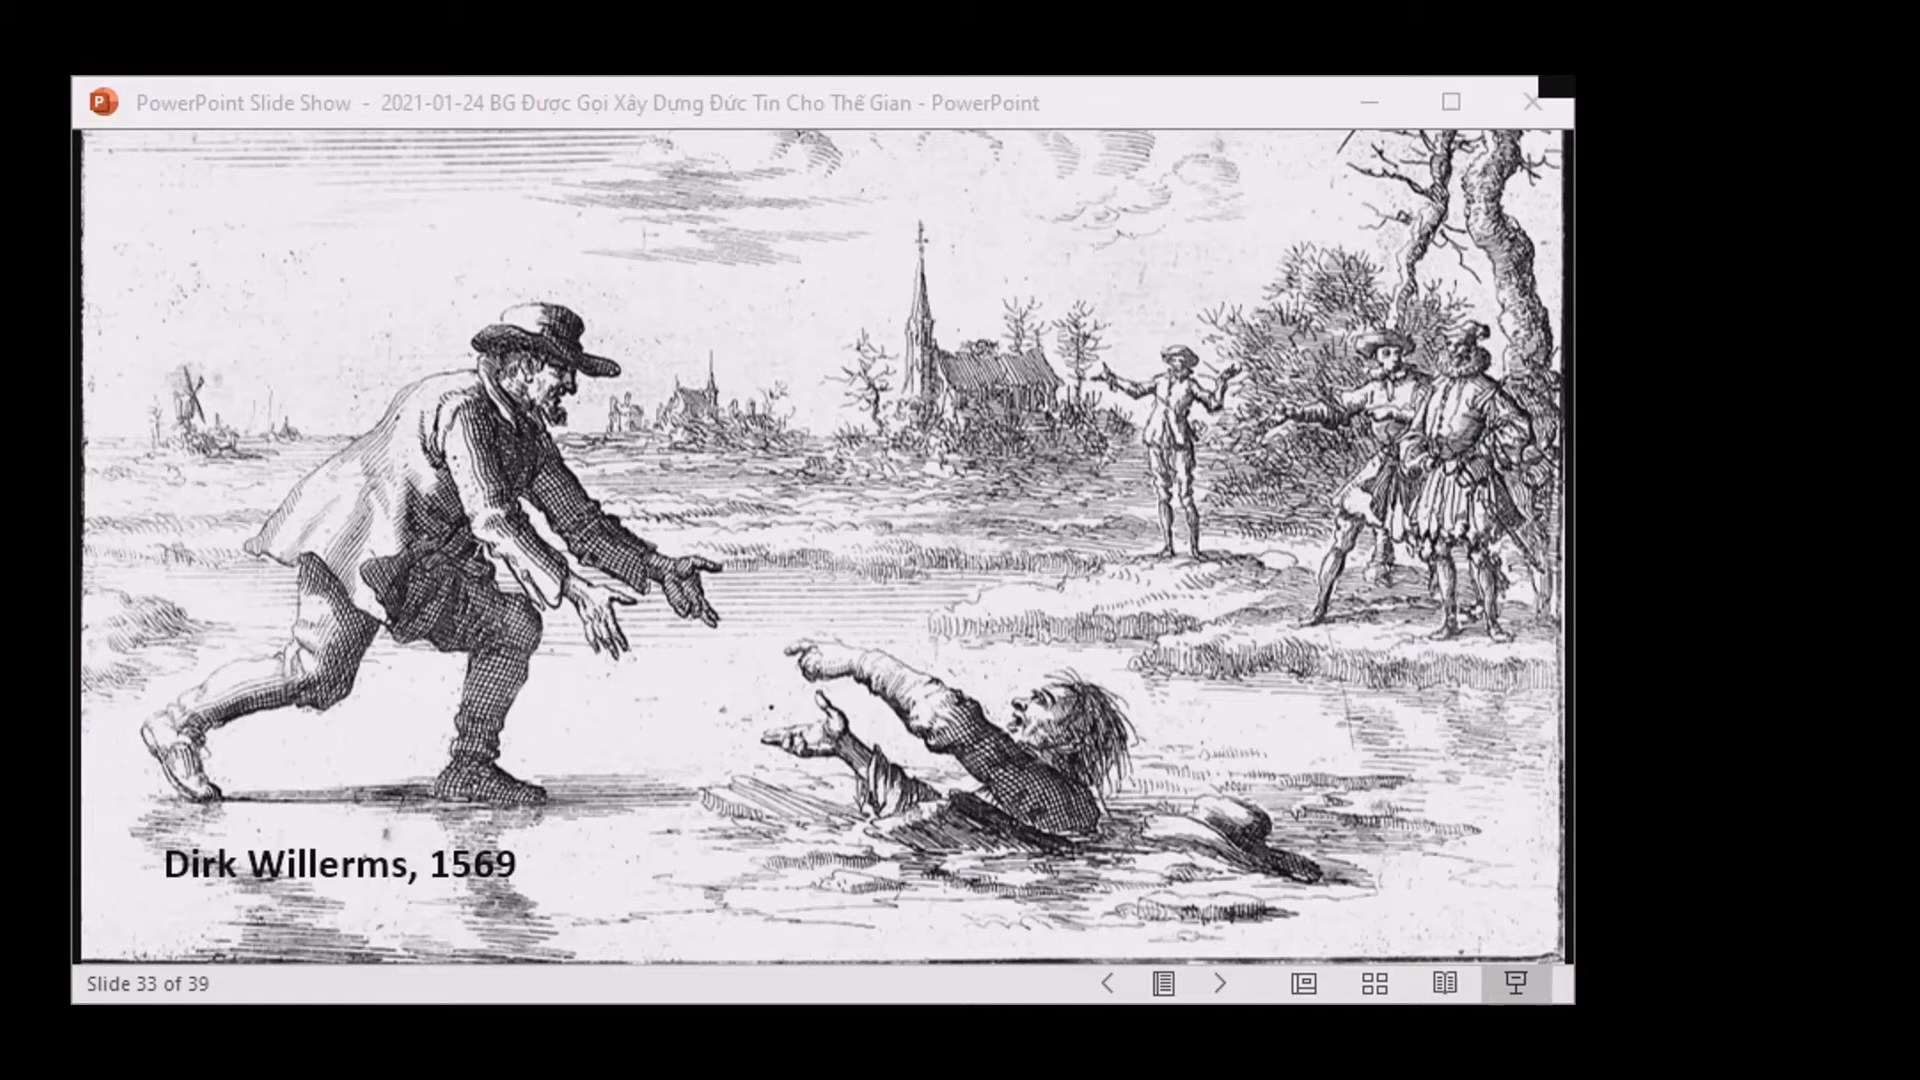 PowerPoint Slide Show - 2021-01-24 BG Được Gọi Xây Dựng Đức Tin Cho Thế Gian - PowerPoint
Dirk Willerms, 1569
Slide 33 of 39